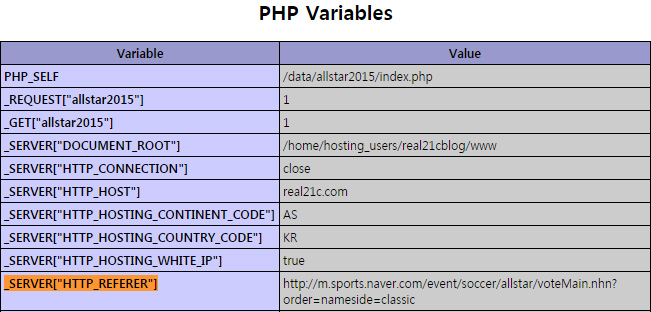 PHP Variables
Variable Value
PHP_SELF /data/allstar2015/index.php
_REQUEST["allstar2015"] 1
_GET["allstar2015"] 1
_SERVER["DOCUMENT_ROOT"] /home/hosting_users/real21cblog/www
_SERVER["HTTP_CONNECTION"] close
_SERVER["HTTP_HOST"] real21c.com
_SERVER["HTTP_HOSTING_CONTINENT_CODE"] AS
_SERVER["HTTP_HOSTING_COUNTRY_CODE"] KR
_SERVER["HTTP_HOSTING_WHITE_IP"] true
_SERVER["HTTP_REFERER"] http://m.sports.naver.com/event/soccer/allstar/voteMain.nhn?
order=nameside=classic